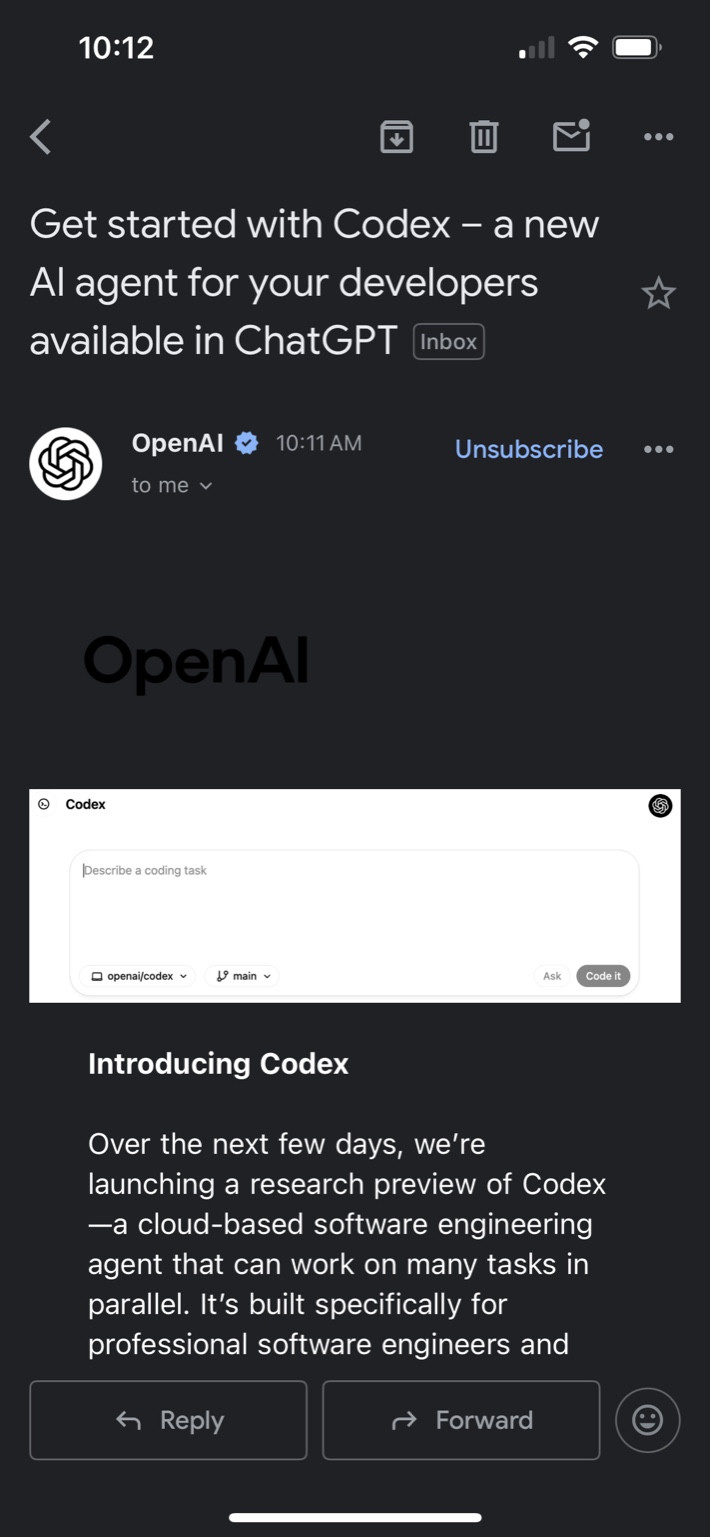 10:12
Get started with Codex – a new
AI agent for your developers
available in ChatGPT Inbox
OpenAI 10:11 AM Unsubscribe
to me
OpenAI
Codex
Describe a coding task
openai/codex main Ask Code it
Introducing Codex
Over the next few days, we’re
launching a research preview of Codex
—a cloud-based software engineering
agent that can work on many tasks in
parallel. It’s built specifically for
professional software engineers and
Reply Forward